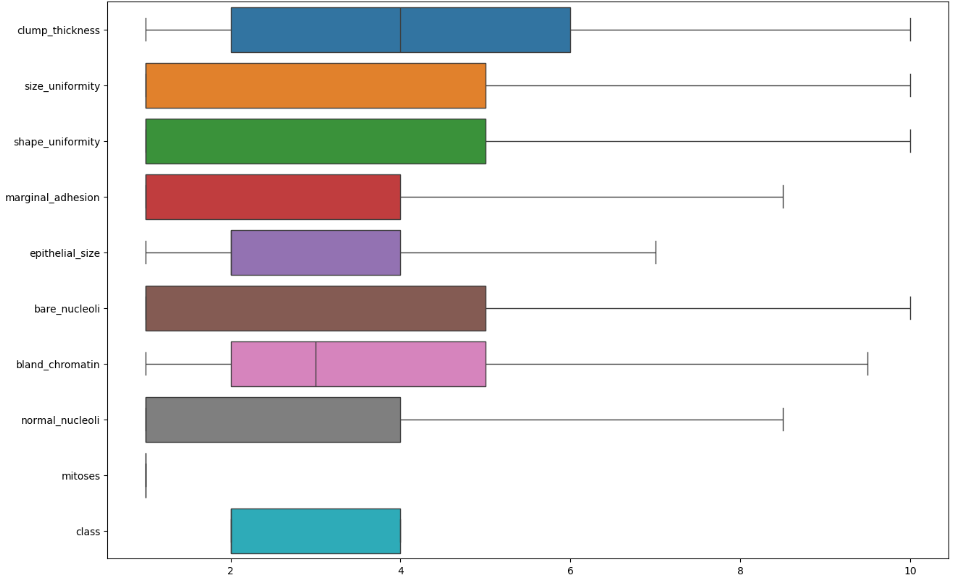 clump_thickness
size_uniformity
shape_uniformity
marginal_adhesion
epithelial_size
bare_nucleoli
bland_chromatin
normal_nucleoli
mitoses
class
2 4 6 8 10